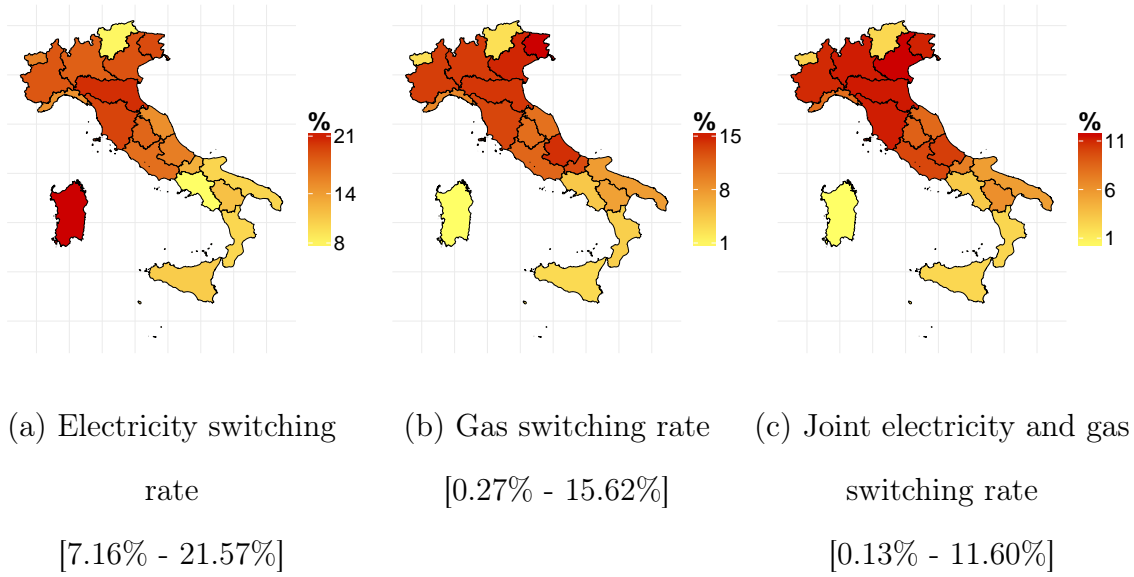 %
21
14
8
%
15
8
1
%
11
6
1
(a) Electricity switching
rate
[7.16% - 21.57%]
(b) Gas switching rate
[0.27% - 15.62%]
(c) Joint electricity and gas
switching rate
[0.13% - 11.60%]